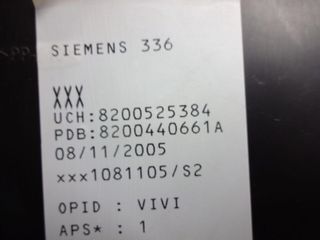 SIEMENS 336
XXX
UCH:8200525384
PDB:8200440661A
08/11/2005
xxx1081105/S2
OPID : VIVI
APS* : 1